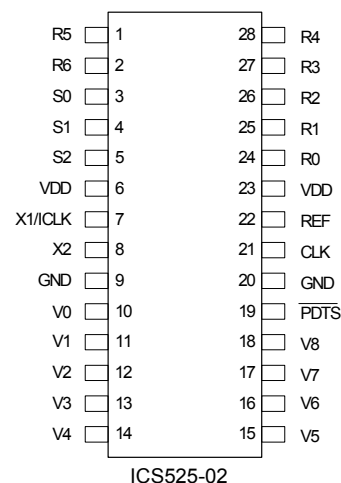 R5 1 28 R4
R6 2 27 R3
S0 3 26 R2
S1 4 25 R1
S2 5 24 R0
VDD 6 23 VDD
X1/ICLK 7 22 REF
X2 8 21 CLK
GND 9 20 GND
V0 10 19 PDTS
V1 11 18 V8
V2 12 17 V7
V3 13 16 V6
V4 14 15 V5
ICS525-02